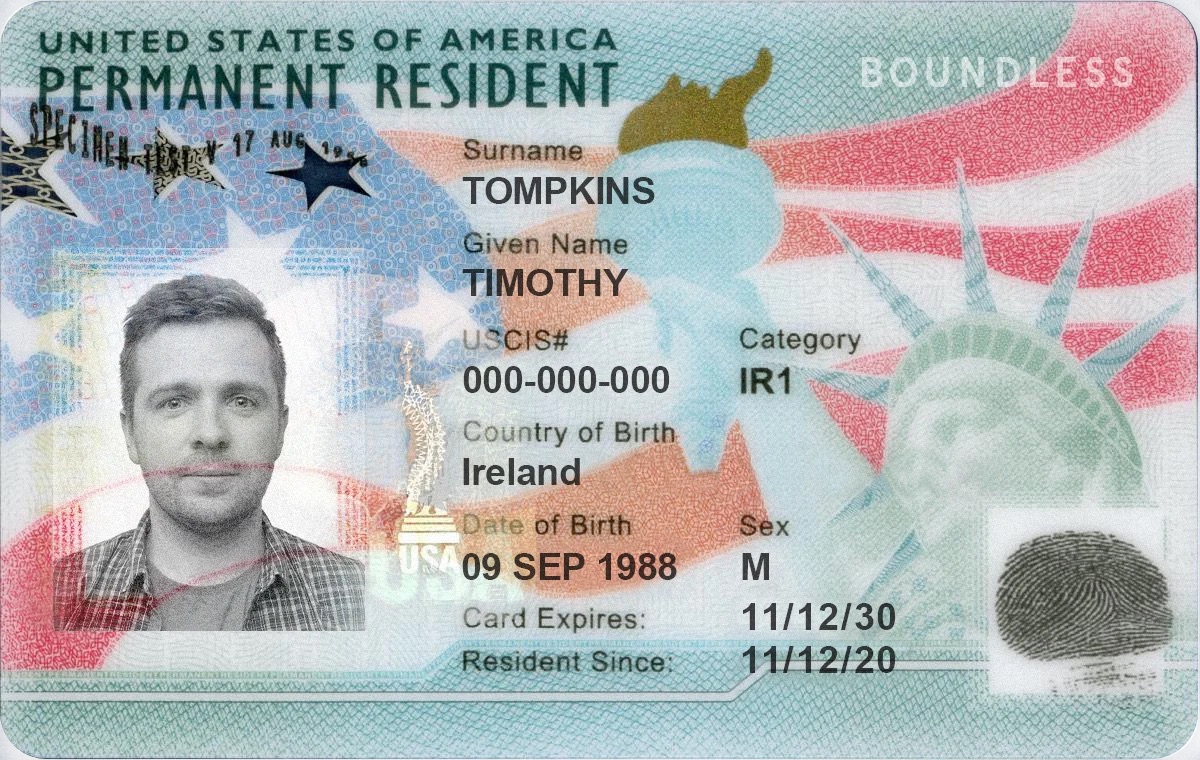 UNITED STATES OF AMERICA
PERMANENT RESIDENT
BOUNDLESS
SPECIMEN TEST V 17 AUG
Surname
TOMPKINS
Given Name
TIMOTHY
USCIS# Category
000-000-000 IR1
Country of Birth
Ireland
Date of Birth Sex
09 SEP 1988 M
Card Expires: 11/12/30
Resident Since: 11/12/20
USA
USA